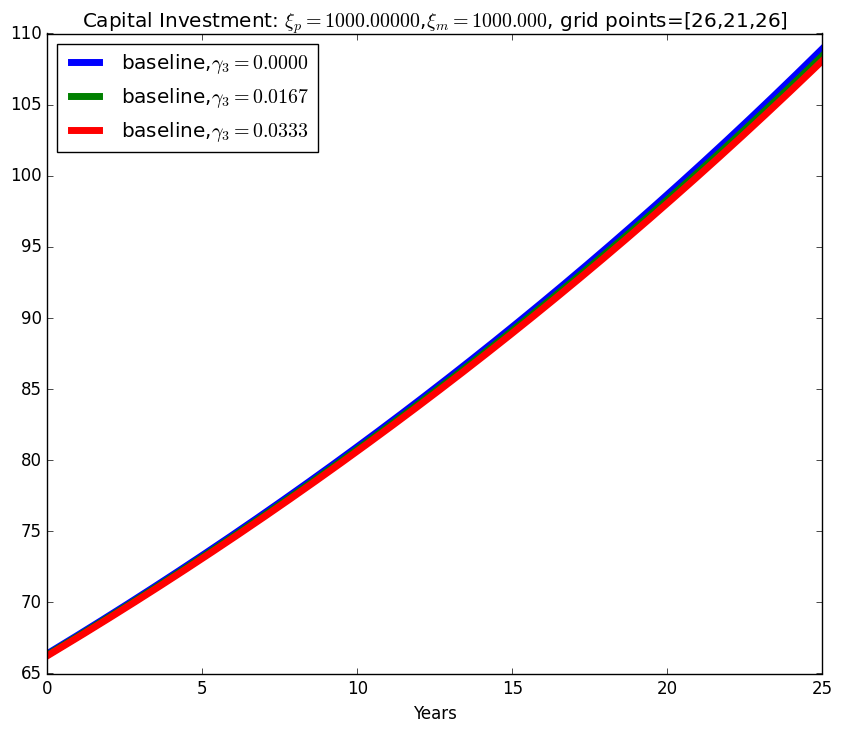 Capital Investment: ξ_p = 1000.00000,ξ_m = 1000.000, grid points=[26,21,26]
110
105
100
95
90
85
80
75
70
65
baseline,γ₃ = 0.0000
baseline,γ₃ = 0.0167
baseline,γ₃ = 0.0333
0 5 10 15 20 25
Years